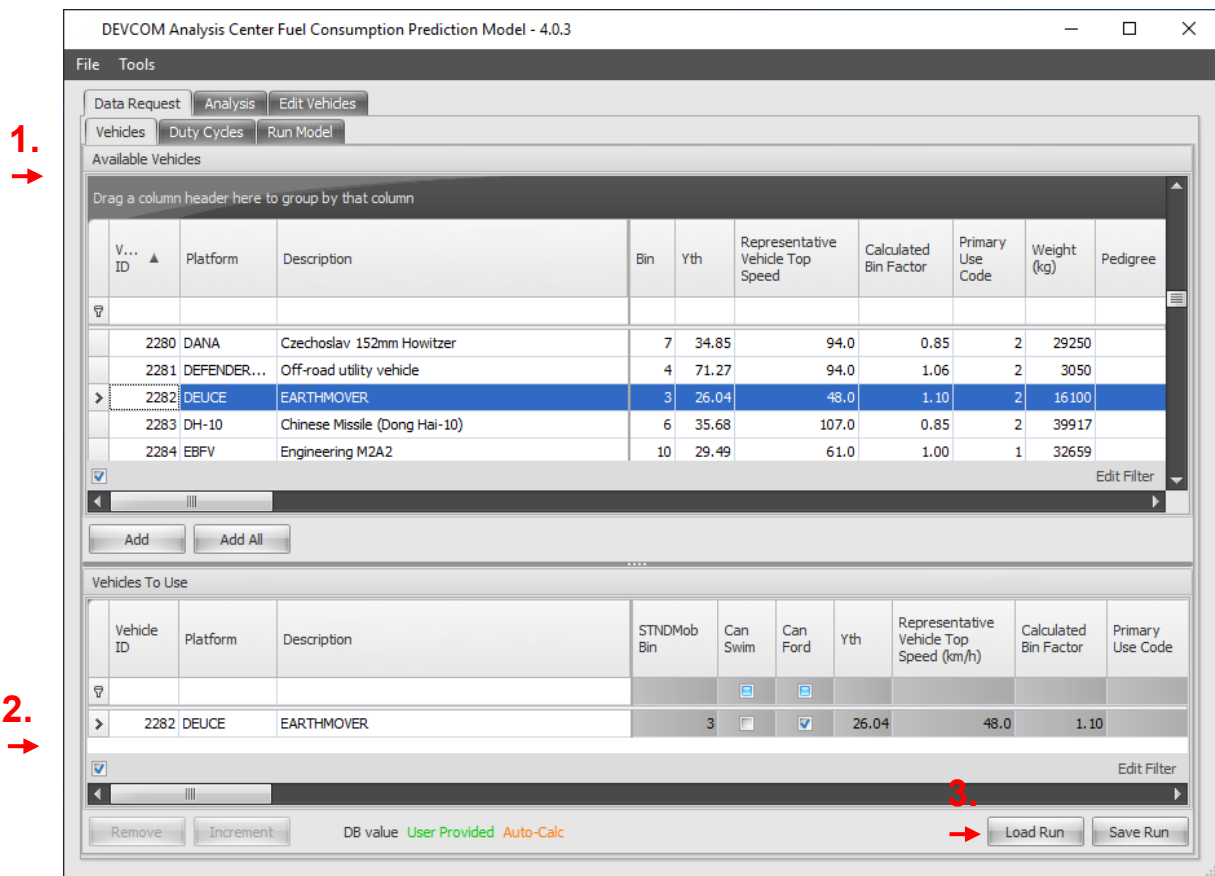 DEVCOM Analysis Center Fuel Consumption Prediction Model - 4.0.3
File Tools
Data Request Analysis Edit Vehicles
Vehicles Duty Cycles Run Model
1.
Available Vehicles
Drag a column header here to group by that column
V... ID Platform Description Bin Yth Representative Vehicle Top Speed Calculated Bin Factor Primary Use Code Weight (kg) Pedigree
2280 DANA Czechoslav 152mm Howitzer 7 34.85 94.0 0.85 2 29250
2281 DEFENDER... Off-road utility vehicle 4 71.27 94.0 1.06 2 3050
2282 DEUCE EARTHMOVER 3 26.04 48.0 1.10 2 16100
2283 DH-10 Chinese Missile (Dong Hai-10) 6 35.68 107.0 0.85 2 39917
2284 EBFV Engineering M2A2 10 29.49 61.0 1.00 1 32659
Edit Filter
Add Add All
Vehicles To Use
Vehicle ID Platform Description STNDMob Bin Can Swim Can Ford Yth Representative Vehicle Top Speed (km/h) Calculated Bin Factor Primary Use Code
2.
2282 DEUCE EARTHMOVER 3 26.04 48.0 1.10
Edit Filter
3.
Remove Increment DB value User Provided Auto-Calc Load Run Save Run